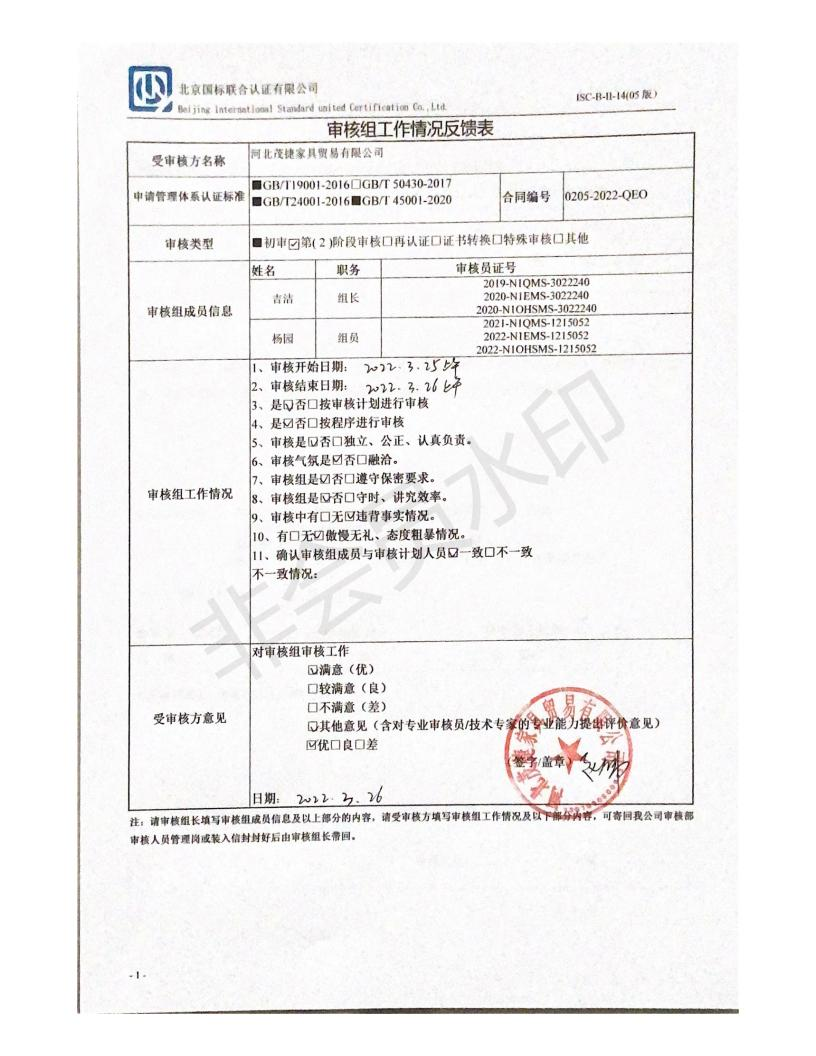 北京国标联合认证有限公司
Beijing International Standard united Certification Co.,Ltd.
ISC-B-II-14(05版)
审核组工作情况反馈表
受审核方名称
河北茂捷家具贸易有限公司
申请管理体系认证标准
■GB/T19001-2016□GB/T 50430-2017
■GB/T24001-2016■GB/T 45001-2020
合同编号
0205-2022-QEO
审核类型
■初审☑第(2)阶段审核□再认证□证书转换□特殊审核□其他
审核组成员信息
姓名 职务 审核员证号
吉洁 组长
2019-N1QMS-3022240
2020-N1EMS-3022240
2020-N1OHSMS-3022240
杨园 组员
2021-N1QMS-1215052
2022-N1EMS-1215052
2022-N1OHSMS-1215052
审核组工作情况
1、审核开始日期: 2022.3.25上午
2、审核结束日期: 2022.3.26上午
3、是☑否□按审核计划进行审核
4、是☑否□按程序进行审核
5、审核是☑否□独立、公正、认真负责。
6、审核气氛是☑否□融洽。
7、审核组是☑否□遵守保密要求。
8、审核组是☑否□守时、讲究效率。
9、审核中有□无☑违背事实情况。
10、有□无☑傲慢无礼、态度粗暴情况。
11、确认审核组成员与审核计划人员☑一致□不一致
不一致情况:
受审核方意见
对审核组审核工作
☑满意（优）
□较满意（良）
□不满意（差）
☑其他意见（含对专业审核员/技术专家的专业能力提出评价意见）
☑优□良□差
（签字/盖章）
日期: 2022.3.26
河北茂捷家具贸易有限公司
注：请审核组长填写审核组成员信息及以上部分的内容，请受审核方填写审核组工作情况及以下部分内容，可寄回我公司审核部
审核人员管理岗或装入信封封好后由审核组长带回。
非会员水印
-1-